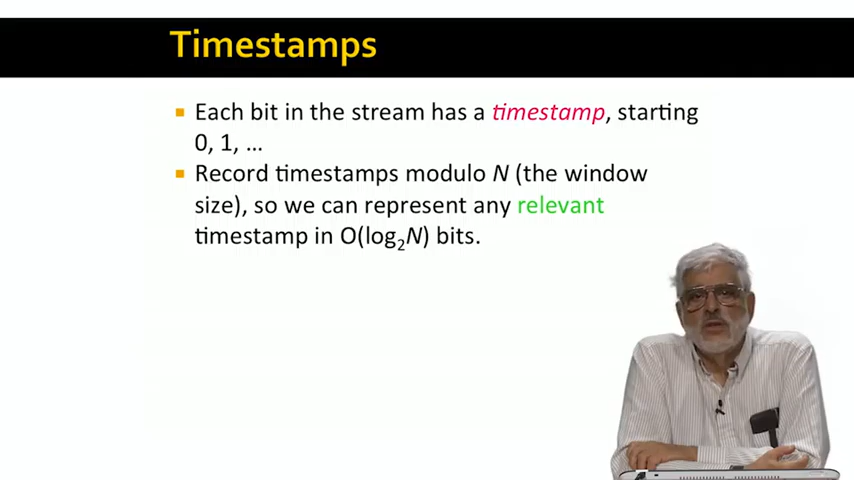 Timestamps
Each bit in the stream has a timestamp, starting
0, 1, ...
Record timestamps modulo N (the window
size), so we can represent any relevant
timestamp in O(log₂N) bits.